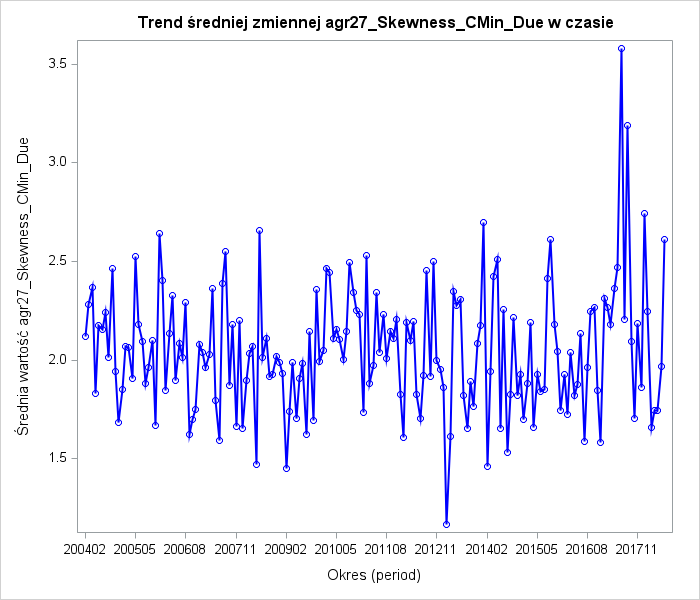 Trend średniej zmiennej agr27_Skewness_CMin_Due w czasie
Średnia wartość agr27_Skewness_CMin_Due
3.5
3.0
2.5
2.0
1.5
200402 200505 200608 200711 200902 201005 201108 201211 201402 201505 201608 201711
Okres (period)